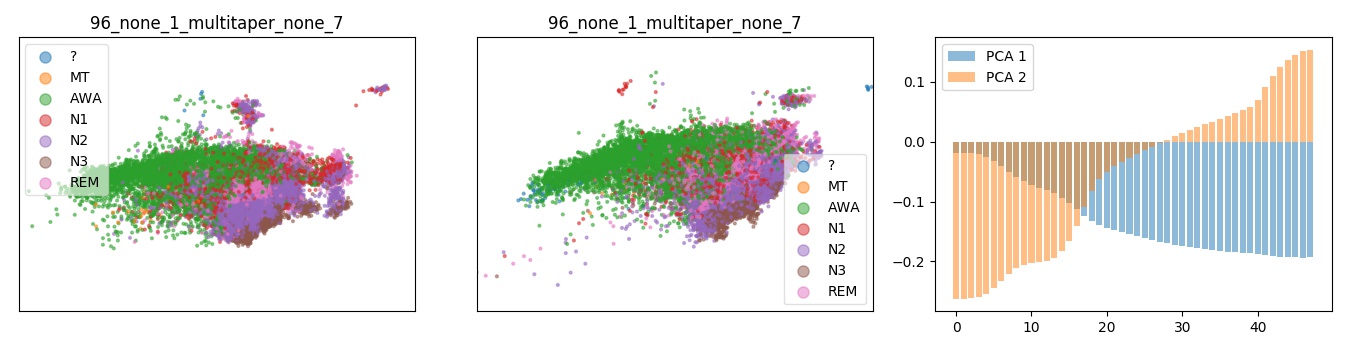 96_none_1_multitaper_none_7
?
MT
AWA
N1
N2
N3
REM
96_none_1_multitaper_none_7
?
MT
AWA
N1
N2
N3
REM
PCA 1
PCA 2
0.1
0.0
−0.1
−0.2
0 10 20 30 40